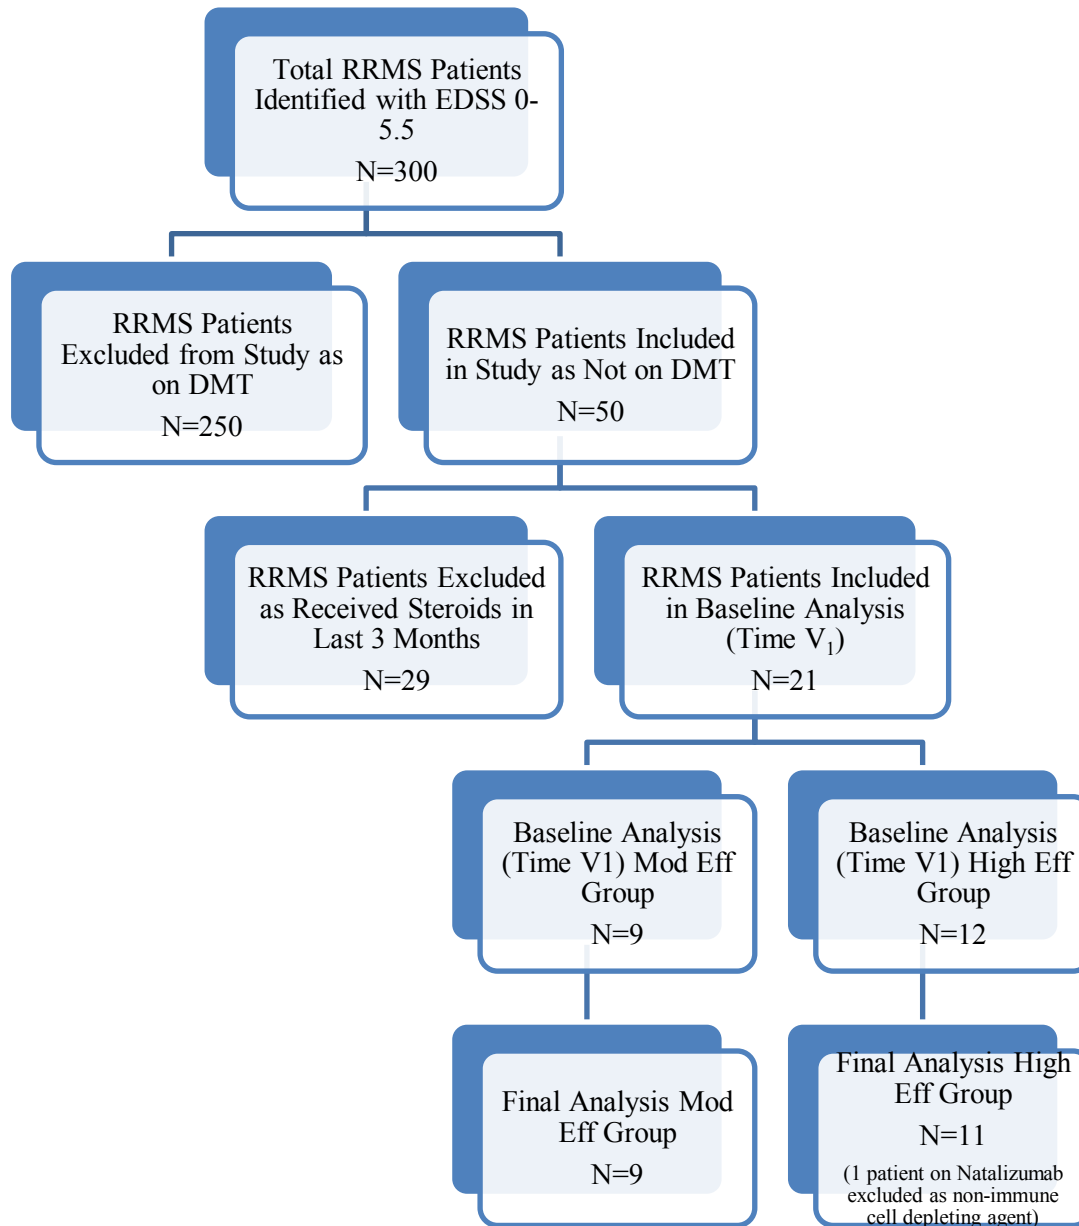 Total RRMS Patients
Identified with EDSS 0-
5.5
N=300
RRMS Patients
Excluded from Study as
on DMT
N=250
RRMS Patients Included
in Study as Not on DMT
N=50
RRMS Patients Excluded
as Received Steroids in
Last 3 Months
N=29
RRMS Patients Included
in Baseline Analysis
(Time V₁)
N=21
Baseline Analysis
(Time V1) Mod Eff
Group
N=9
Baseline Analysis
(Time V1) High Eff
Group
N=12
Final Analysis Mod
Eff Group
N=9
Final Analysis High
Eff Group
N=11
(1 patient on Natalizumab
excluded as non-immune
cell depleting agent)